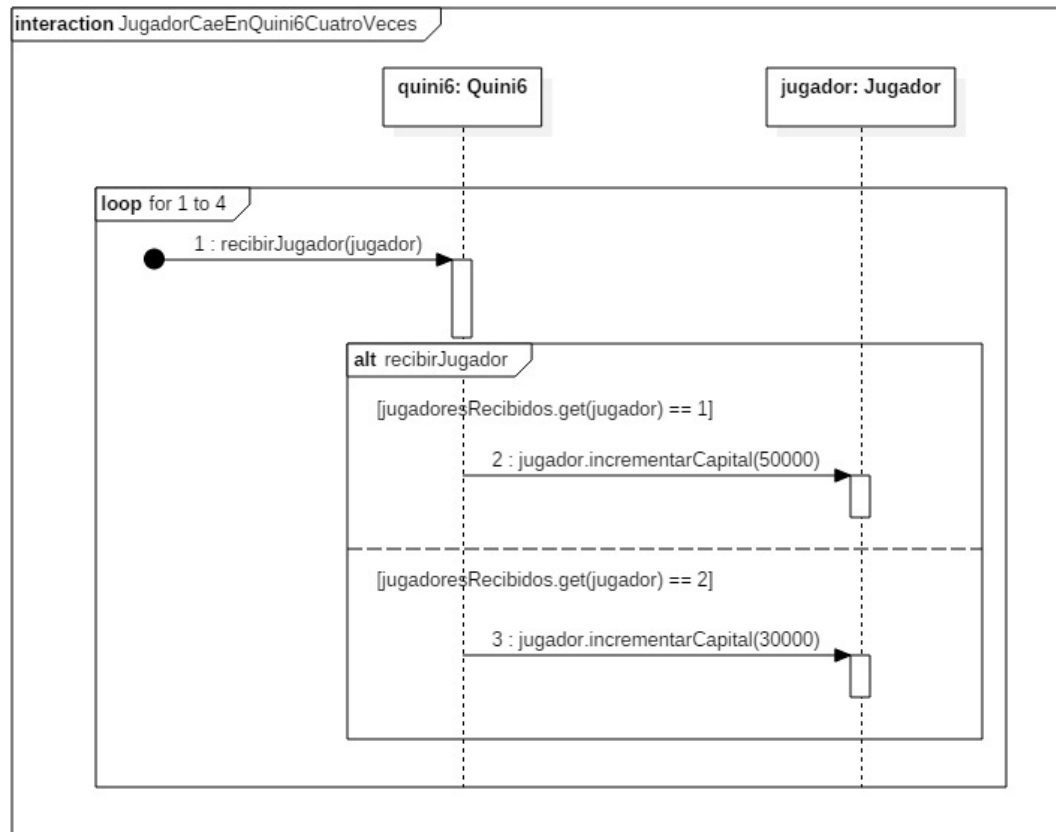 interaction JugadorCaeEnQuini6CuatroVeces
quini6: Quini6
jugador: Jugador
loop for 1 to 4
1 : recibirJugador(jugador)
alt recibirJugador
[jugadoresRecibidos.get(jugador) == 1]
2 : jugador.incrementarCapital(50000)
[jugadoresRecibidos.get(jugador) == 2]
3 : jugador.incrementarCapital(30000)